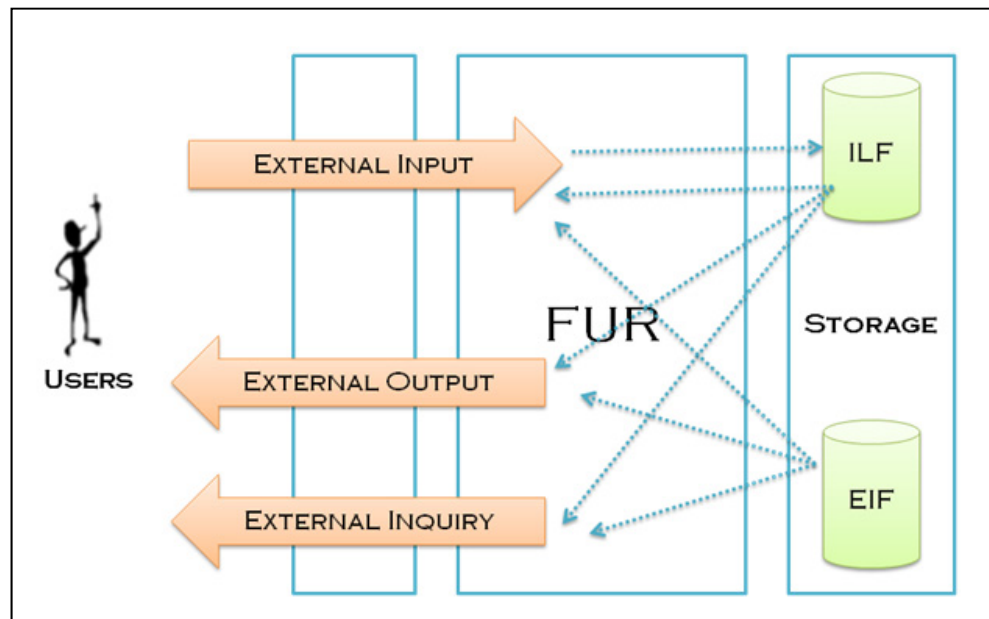 EXTERNAL INPUT
ILF
FUR
STORAGE
USERS
EXTERNAL OUTPUT
EXTERNAL INQUIRY
EIF